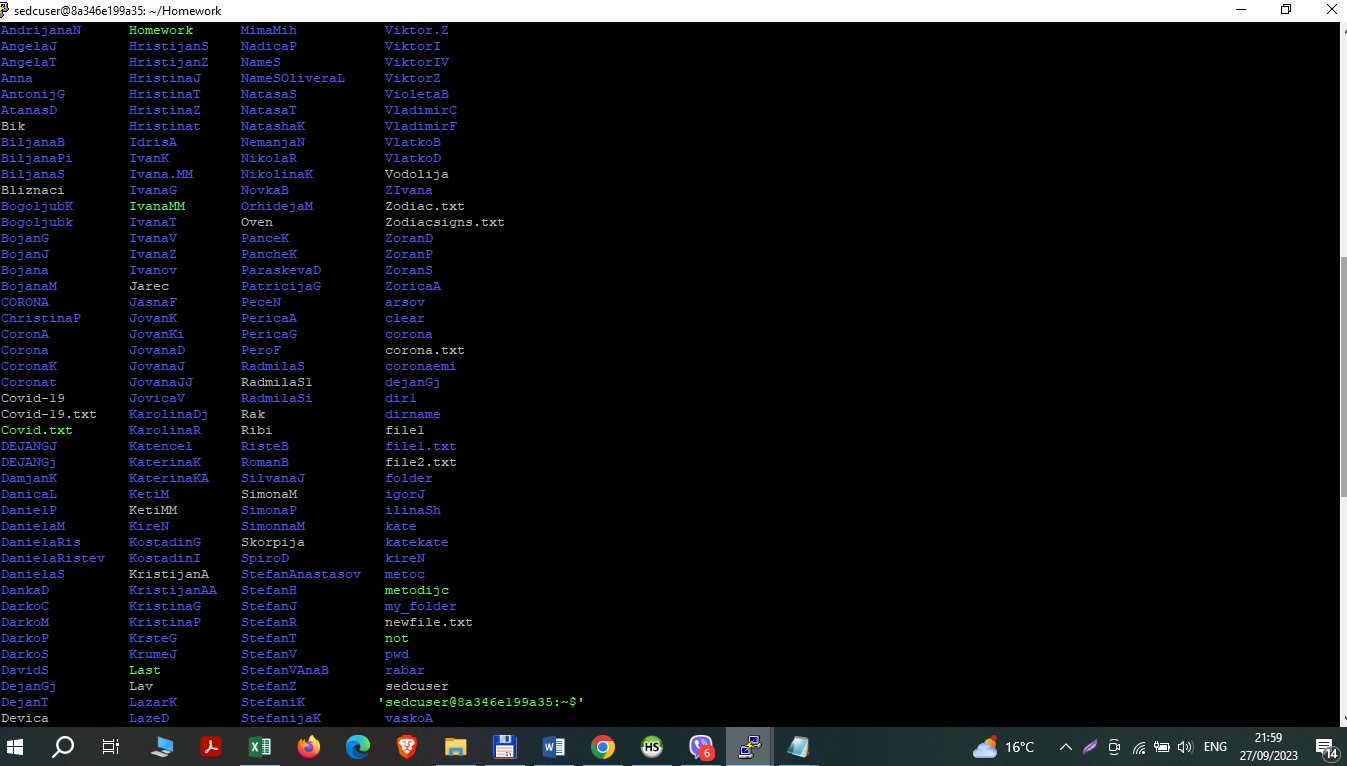 sedcuser@8a346e199a35: ~/Homework
AndrijanaN Homework MimaMih Viktor.Z
AngelaJ HristijanS NadicaP ViktorI
AngelaT HristijanZ NameS ViktorIV
Anna HristinaJ NameSOliveraL ViktorZ
AntonijG HristinaT NatasaS VioletaB
AtanasD HristinaZ NatasaT VladimirC
Bik Hristinat NatashaK VladimirF
BiljanaB IdrisA NemanjaN VlatkoB
BiljanaPi IvanK NikolaR VlatkoD
BiljanaS Ivana.MM NikolinaK Vodolija
Bliznaci IvanaG NovkaB ZIvana
BogoljubK IvanaMM OrhidejaM Zodiac.txt
Bogoljubk IvanaT Oven Zodiacsigns.txt
BojanG IvanaV PanceK ZoranD
BojanJ IvanaZ PancheK ZoranP
Bojana Ivanov ParaskevaD ZoranS
BojanaM Jarec PatricijaG ZoricaA
CORONA JasnaF PeceN arsov
ChristinaP JovanK PericaA clear
CoronA JovanKi PericaG corona
Corona JovanaD PeroF corona.txt
CoronaK JovanaJ RadmilaS coronaemi
Coronat JovanaJJ RadmilaS1 dejanGj
Covid-19 JovicaV RadmilaSi dir1
Covid-19.txt KarolinaDj Rak dirname
Covid.txt KarolinaR Ribi file1
DEJANGJ Katence1 RisteB file1.txt
DEJANGj KaterinaK RomanB file2.txt
DamjanK KaterinaKA SilvanaJ folder
DanicaL KetiM SimonaM igorJ
DanielP KetiMM SimonaP ilinaSh
DanielaM KireN SimonnaM kate
DanielaRis KostadinG Skorpija katekate
DanielaRistev KostadinI SpiroD kireN
DanielaS KristijanA StefanAnastasov metoc
DankaD KristijanAA StefanH metodijc
DarkoC KristinaG StefanJ my_folder
DarkoM KristinaP StefanR newfile.txt
DarkoP KrsteG StefanT not
DarkoS KrumeJ StefanV pwd
DavidS Last StefanVAnaB rabar
DejanGj Lav StefanZ sedcuser
DejanT LazarK StefaniK 'sedcuser@8a346e199a35:~$'
Devica LazeD StefanijaK vaskoA
HS 6 16°C ENG 21:59
27/09/2023 14